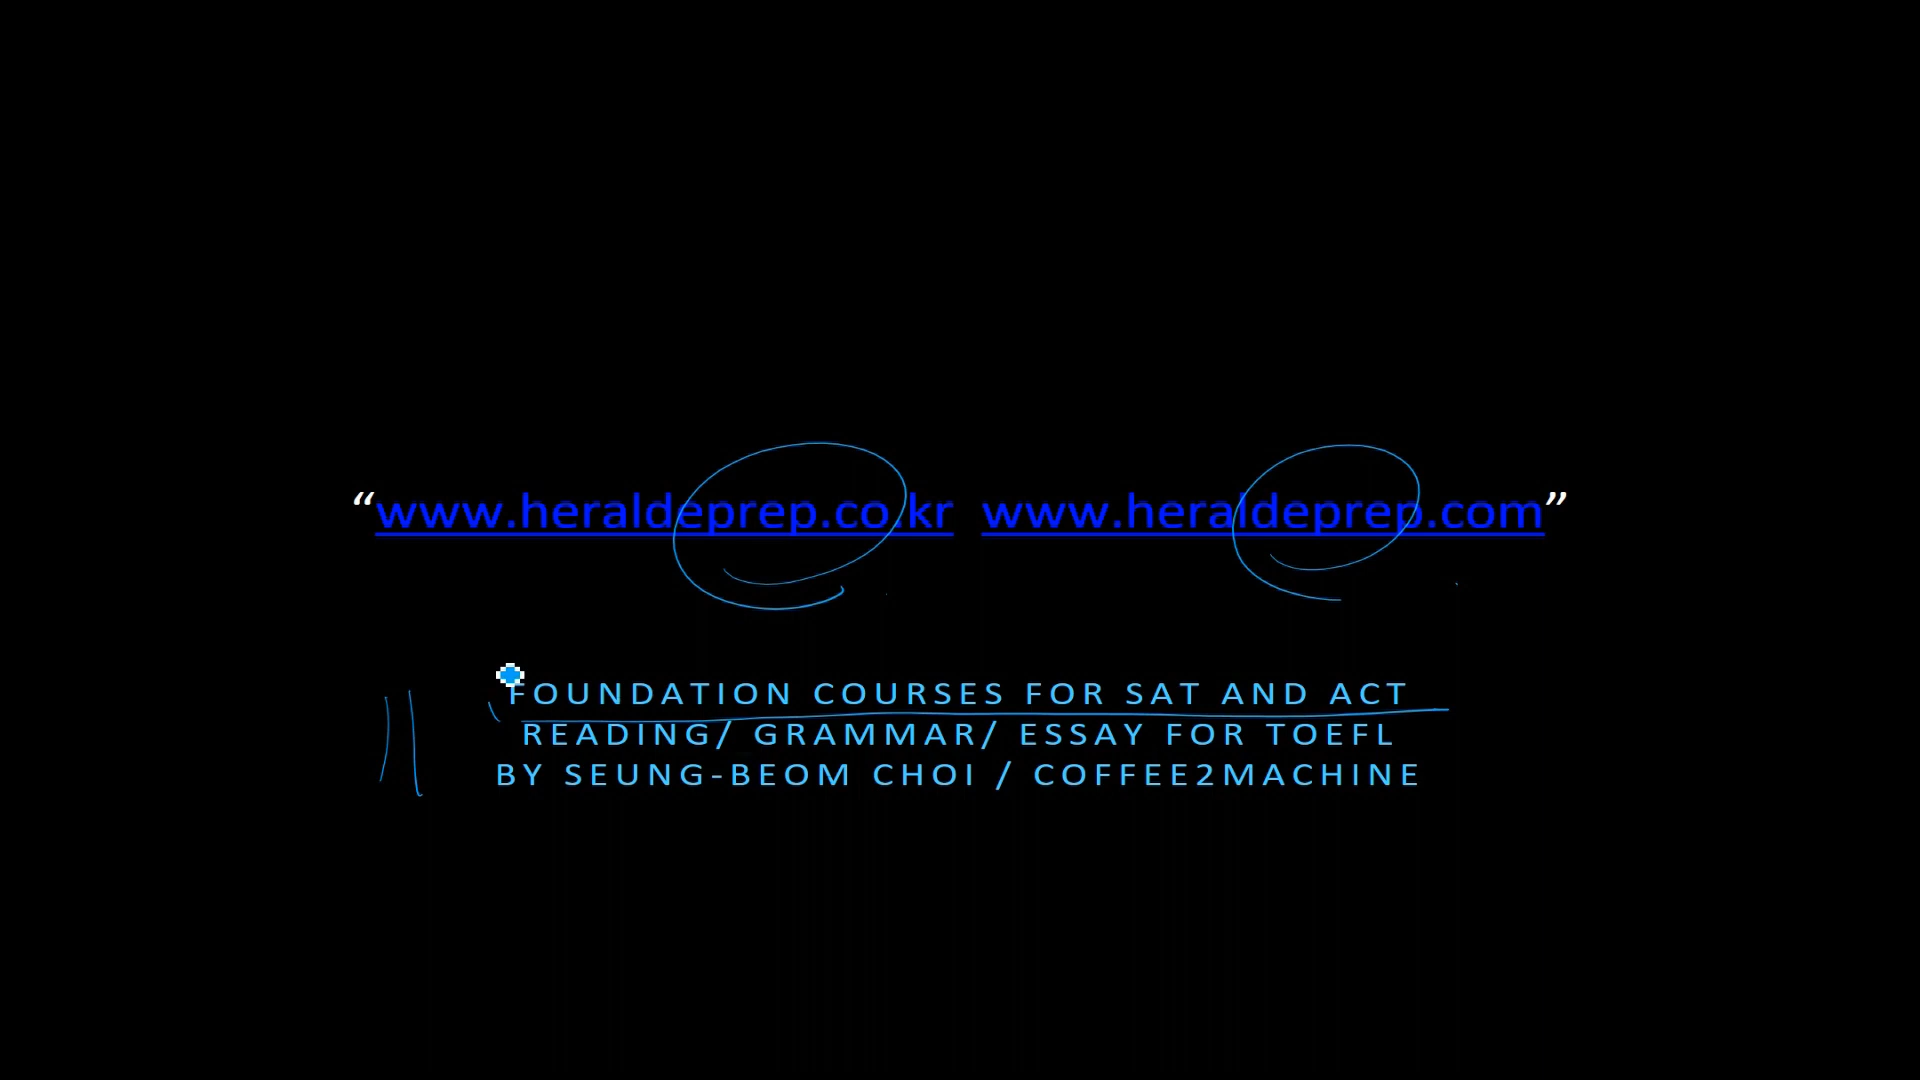 “www.heraldeprep.co.kr www.heraldeprep.com”
FOUNDATION COURSES FOR SAT AND ACT
READING/ GRAMMAR/ ESSAY FOR TOEFL
BY SEUNG-BEOM CHOI / COFFEE2MACHINE